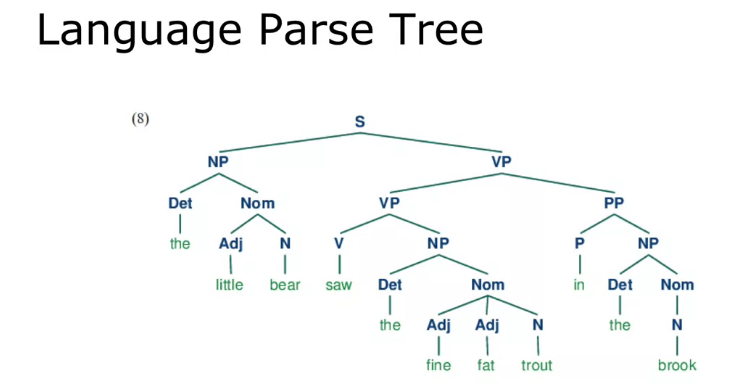 Language Parse Tree
(8)
S
NP VP
Det Nom VP PP
the Adj N V NP P NP
little bear saw Det Nom in Det Nom
the Adj Adj N the N
fine fat trout brook